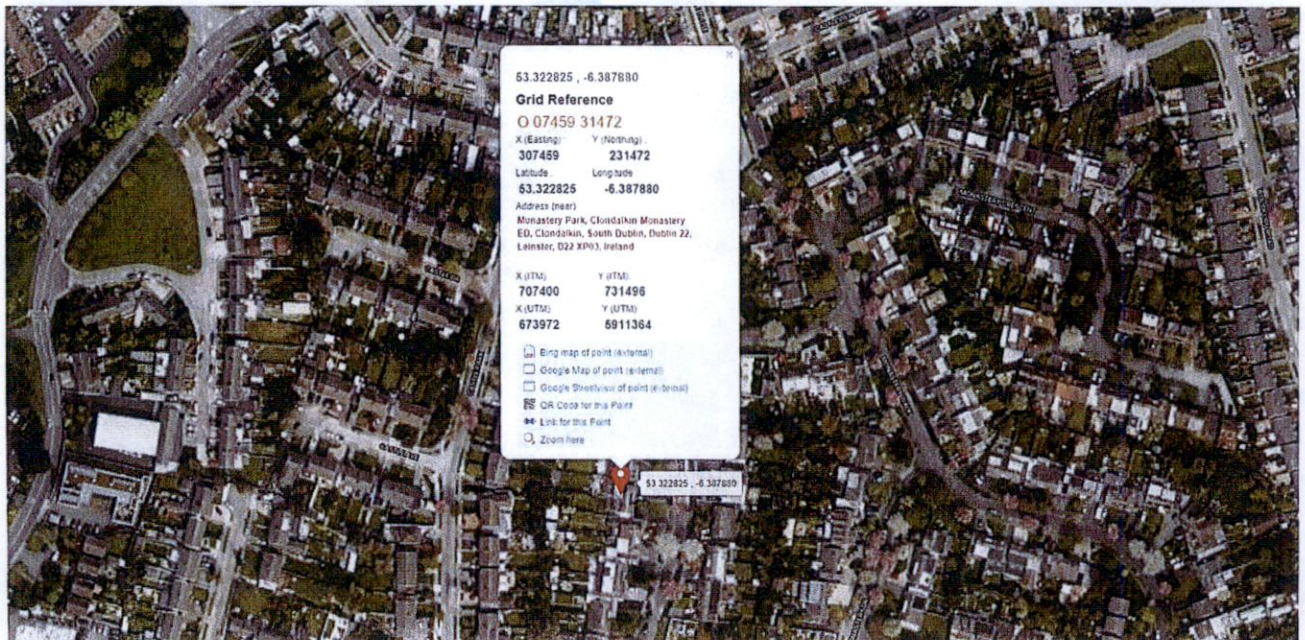 53.322825 , -6.387880
Grid Reference
O 07459 31472
X (Easting) Y (Northing)
307459 231472
Latitude Longitude
53.322825 -6.387880
Address (near)
Monastery Park, Clondalkin Monastery
ED, Clondalkin, South Dublin, Dublin 22,
Leinster, D22 XP03, Ireland
X (ITM) Y (ITM)
707400 731496
X (UTM) Y (UTM)
673972 5911364
Bing map of point (external)
Google Map of point (external)
Google Streetview of point (external)
QR Code for this Point
Link for this Point
Zoom here
53.322825 , -6.387880